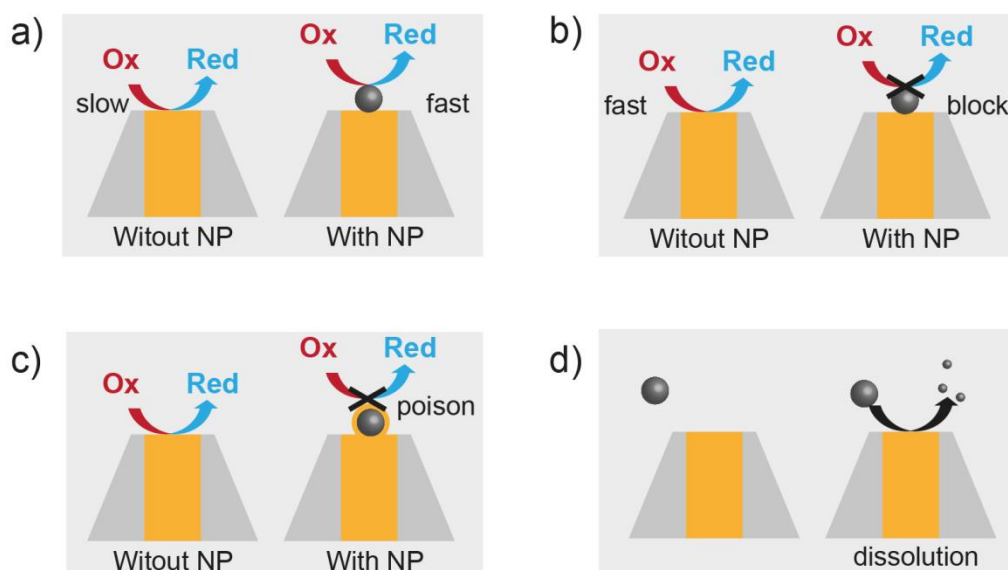 a)
Ox Red Ox Red
slow fast
Witout NP With NP
b)
Ox Red Ox Red
fast block
Witout NP With NP
c)
Ox Red Ox Red
poison
Witout NP With NP
d)
dissolution